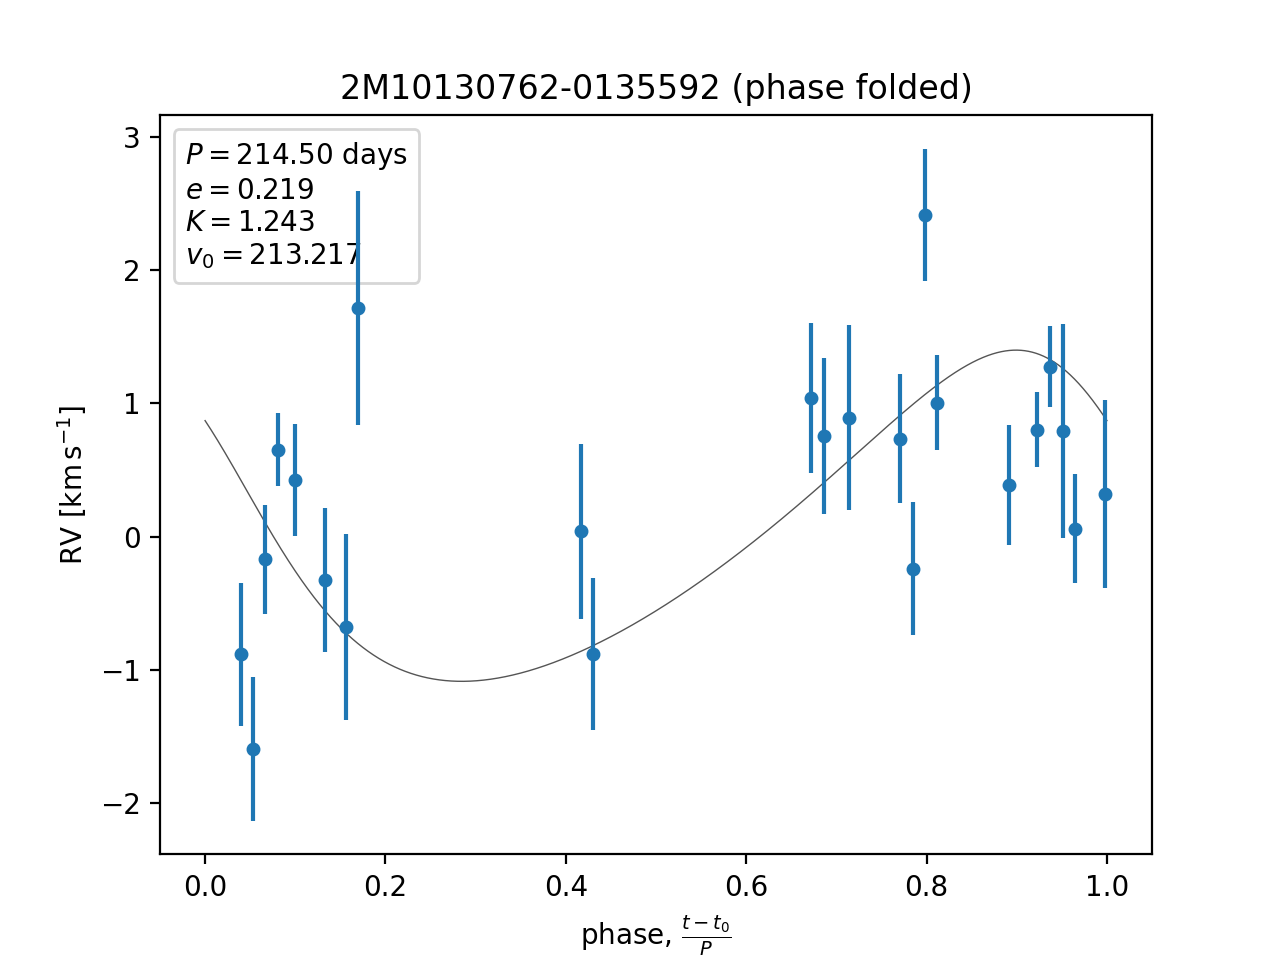 2M10130762-0135592 (phase folded)
P = 214.50 days
e = 0.219
K = 1.243
v₀ = 213.217
3
2
1
0
−1
−2
RV [km s⁻¹]
0.0 0.2 0.4 0.6 0.8 1.0
phase, (t − t₀)/P